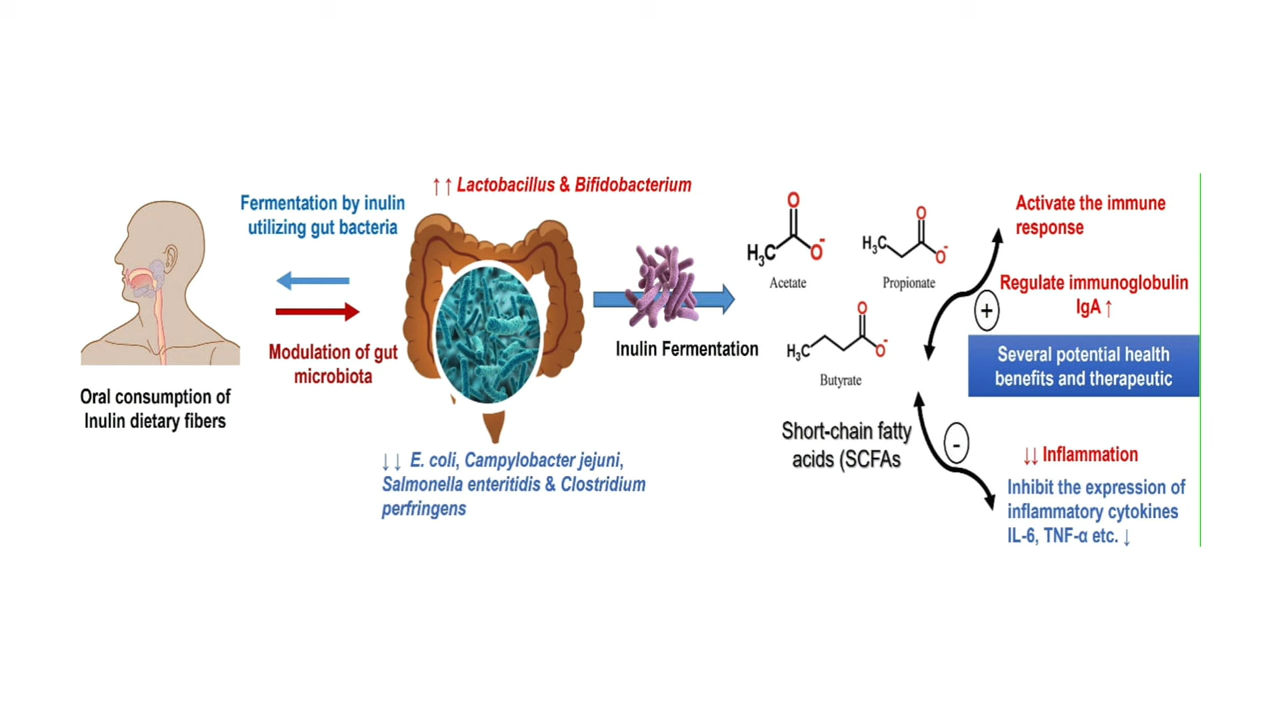 Oral consumption of
Inulin dietary fibers
Fermentation by inulin
utilizing gut bacteria
Modulation of gut
microbiota
↑↑ Lactobacillus & Bifidobacterium
↓↓ E. coli, Campylobacter jejuni,
Salmonella enteritidis & Clostridium
perfringens
Inulin Fermentation
H₃C O O⁻
Acetate
H₃C O O⁻
Propionate
H₃C O O⁻
Butyrate
Short-chain fatty
acids (SCFAs
+
Activate the immune
response
Regulate immunoglobulin
IgA ↑
Several potential health
benefits and therapeutic
-
↓↓ Inflammation
Inhibit the expression of
inflammatory cytokines
IL-6, TNF-α etc. ↓